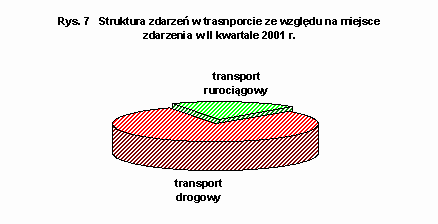 Rys. 7 Struktura zdarzeń w trasnporcie ze względu na miejsce
zdarzenia w II kwartale 2001 r.
transport
rurociągowy
transport
drogowy